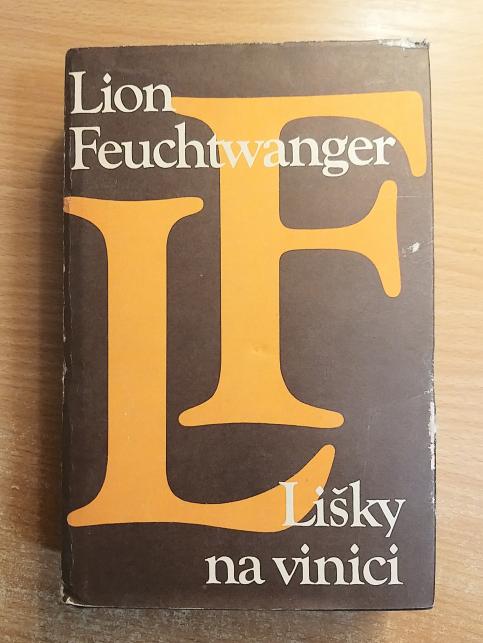 Lion
Feuchtwanger
LF
Lišky
na vinici